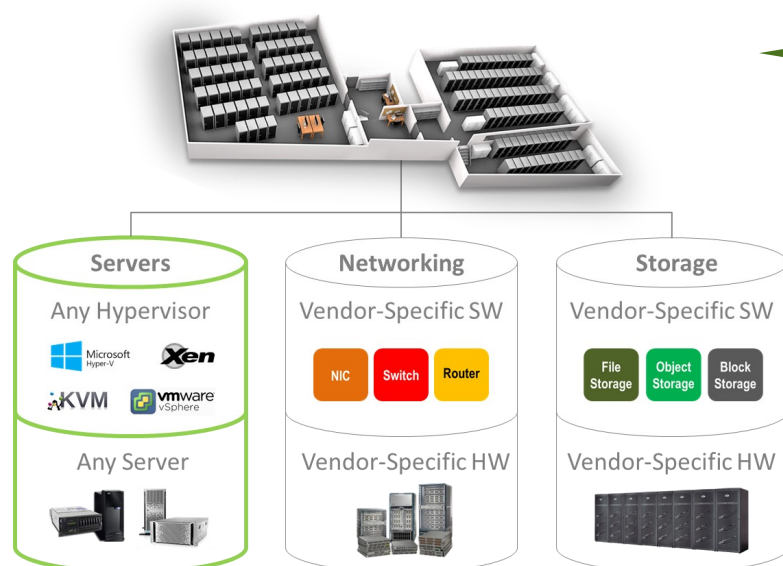 Servers
Networking
Storage
Any Hypervisor
Vendor-Specific SW
Vendor-Specific SW
Microsoft
Hyper-V
Xen
KVM
vmware
vSphere
NIC
Switch
Router
File
Storage
Object
Storage
Block
Storage
Any Server
Vendor-Specific HW
Vendor-Specific HW